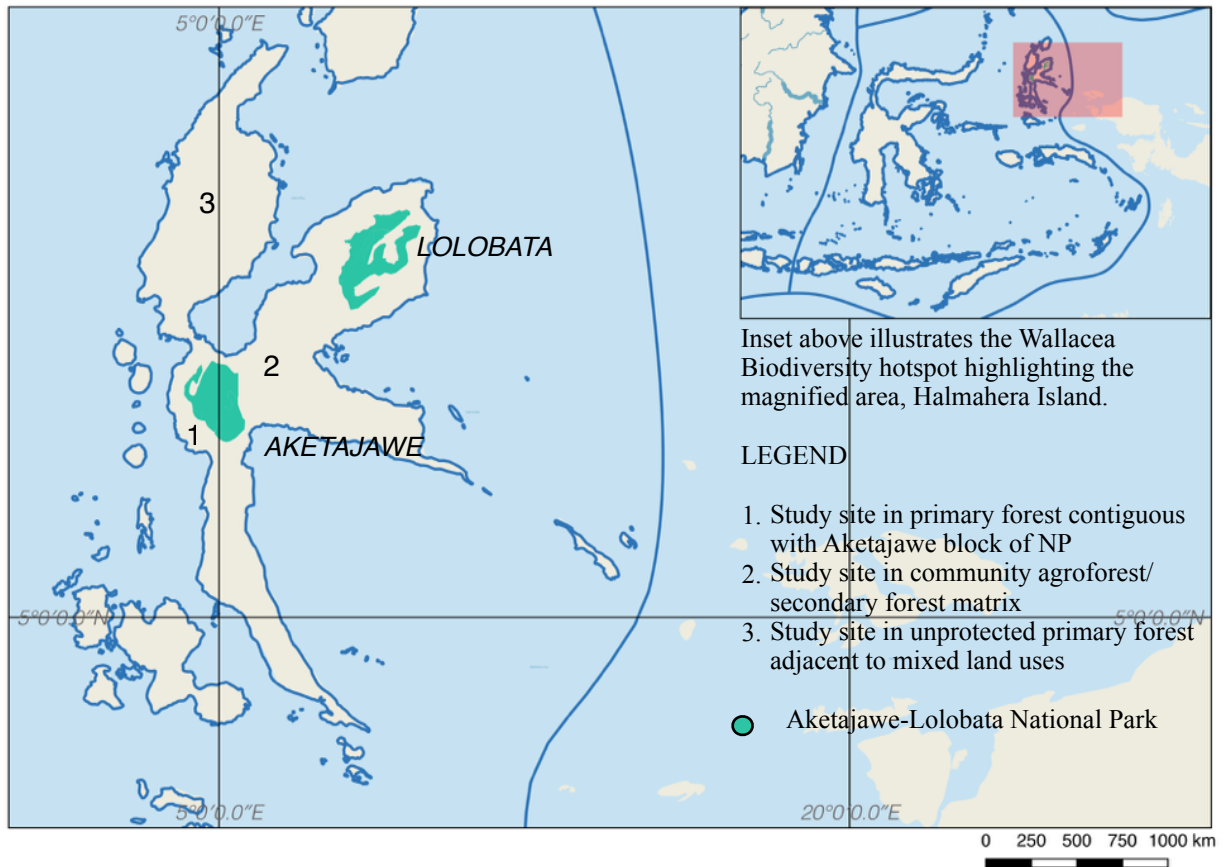 5°0′0.0″E
3
LOLOBATA
2
1
AKETAJAWE
Inset above illustrates the Wallacea
Biodiversity hotspot highlighting the
magnified area, Halmahera Island.
LEGEND
1. Study site in primary forest contiguous
with Aketajawe block of NP
2. Study site in community agroforest/
secondary forest matrix
3. Study site in unprotected primary forest
adjacent to mixed land uses
Aketajawe-Lolobata National Park
5°0′0.0″N
5°0′0.0″N
5°0′0.0″E
20°0′0.0″E
0 250 500 750 1000 km